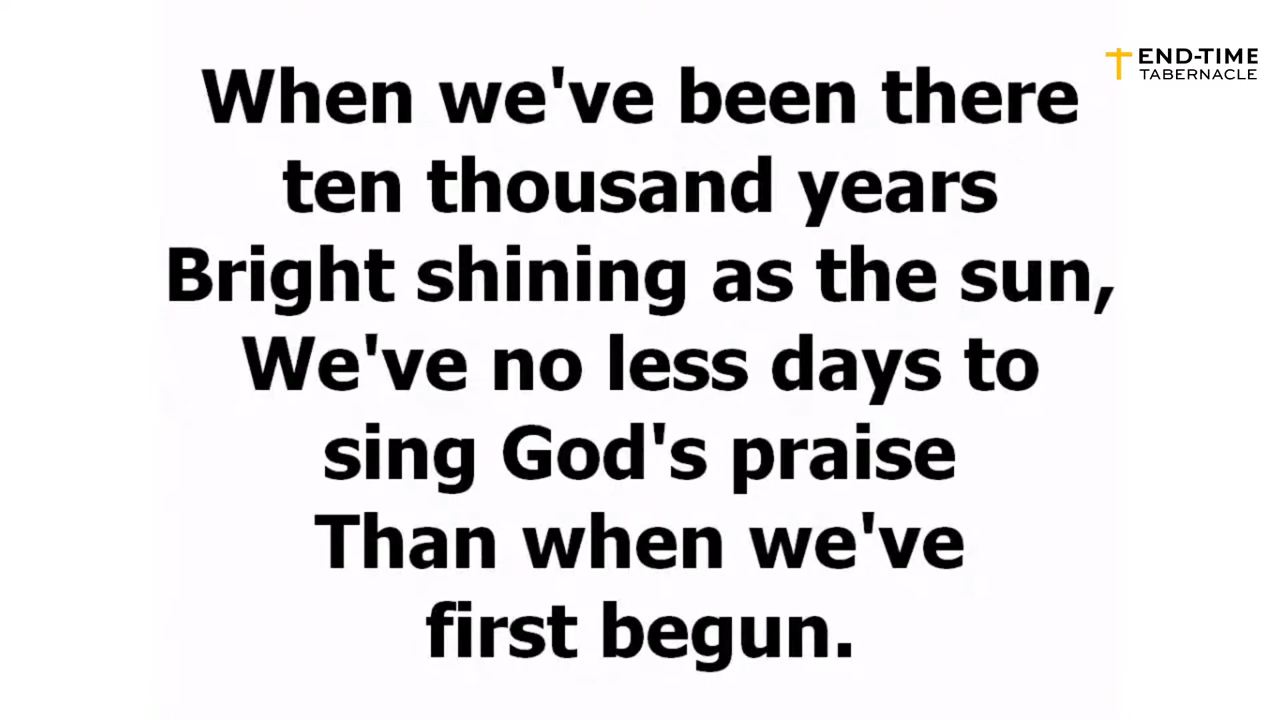 END-TIME
TABERNACLE
When we've been there
ten thousand years
Bright shining as the sun,
We've no less days to
sing God's praise
Than when we've
first begun.